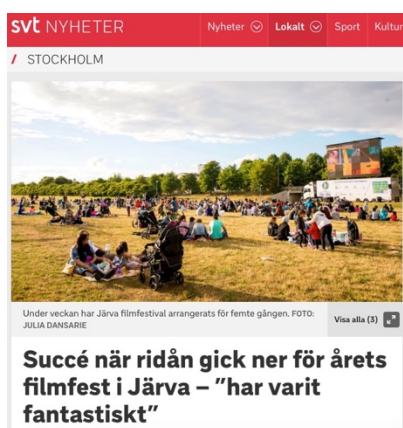 svt NYHETER
Nyheter Lokalt Sport Kultur
/ STOCKHOLM
Under veckan har Järva filmfestival arrangerats för femte gången. FOTO:
JULIA DANSARIE
Visa alla (3)
Succé när ridån gick ner för årets
filmfest i Järva – ”har varit
fantastiskt”